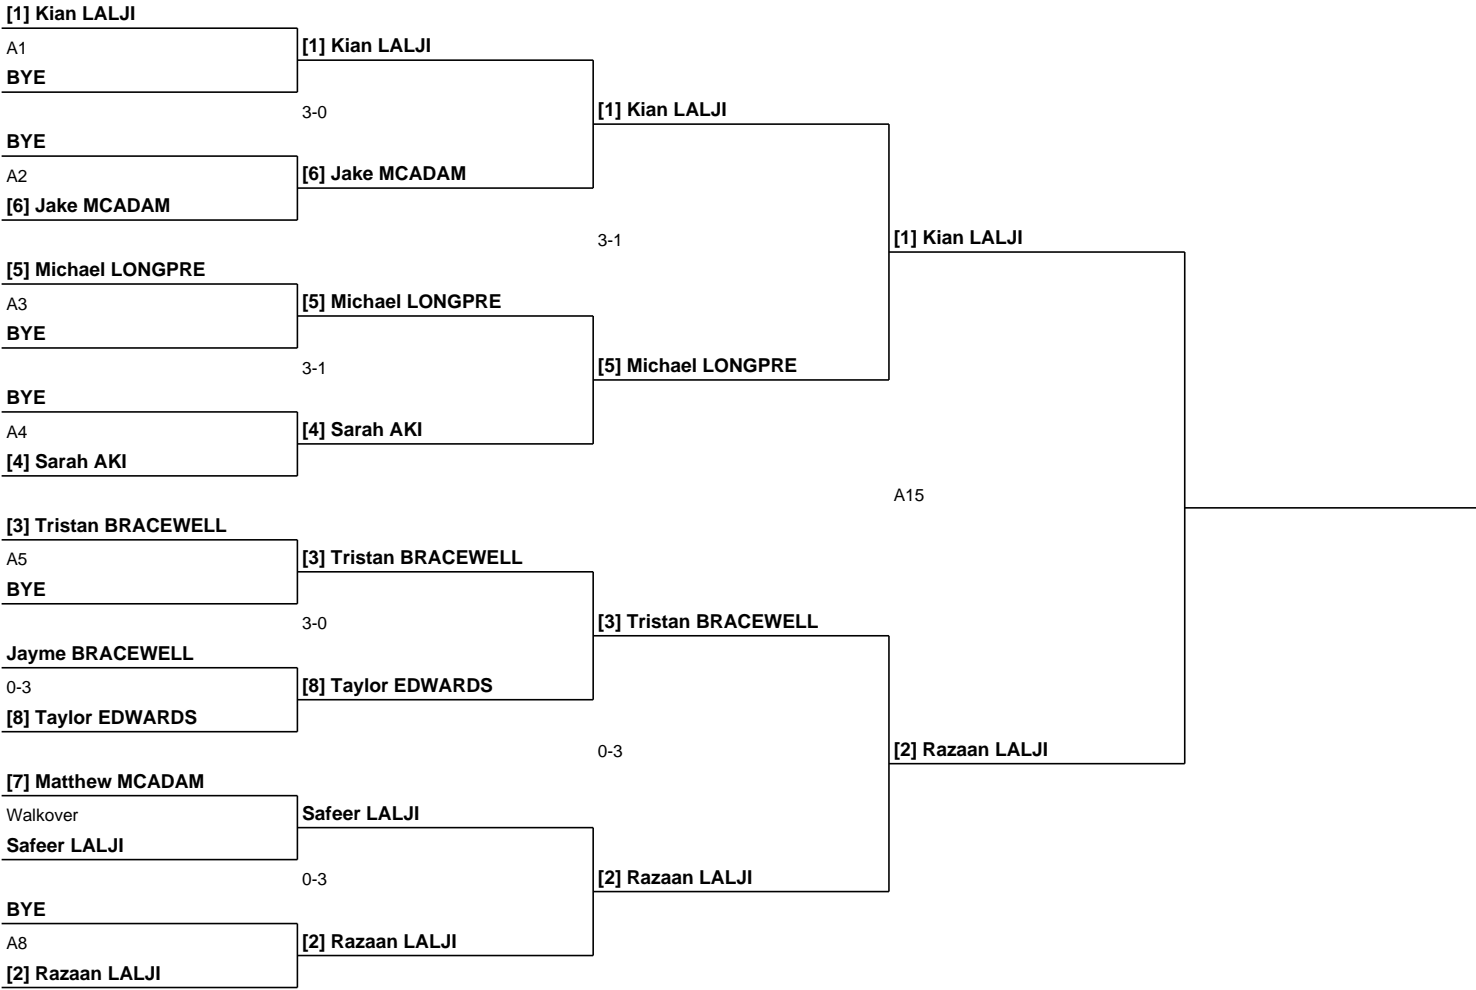 [1] Kian LALJI
A1
BYE
[1] Kian LALJI
3-0
BYE
A2
[6] Jake MCADAM
[6] Jake MCADAM
[1] Kian LALJI
3-1
[5] Michael LONGPRE
A3
BYE
[5] Michael LONGPRE
3-1
BYE
A4
[4] Sarah AKI
[4] Sarah AKI
[5] Michael LONGPRE
[1] Kian LALJI
A15
[3] Tristan BRACEWELL
A5
BYE
[3] Tristan BRACEWELL
3-0
Jayme BRACEWELL
0-3
[8] Taylor EDWARDS
[8] Taylor EDWARDS
[3] Tristan BRACEWELL
0-3
[7] Matthew MCADAM
Walkover
Safeer LALJI
Safeer LALJI
0-3
BYE
A8
[2] Razaan LALJI
[2] Razaan LALJI
[2] Razaan LALJI
[2] Razaan LALJI